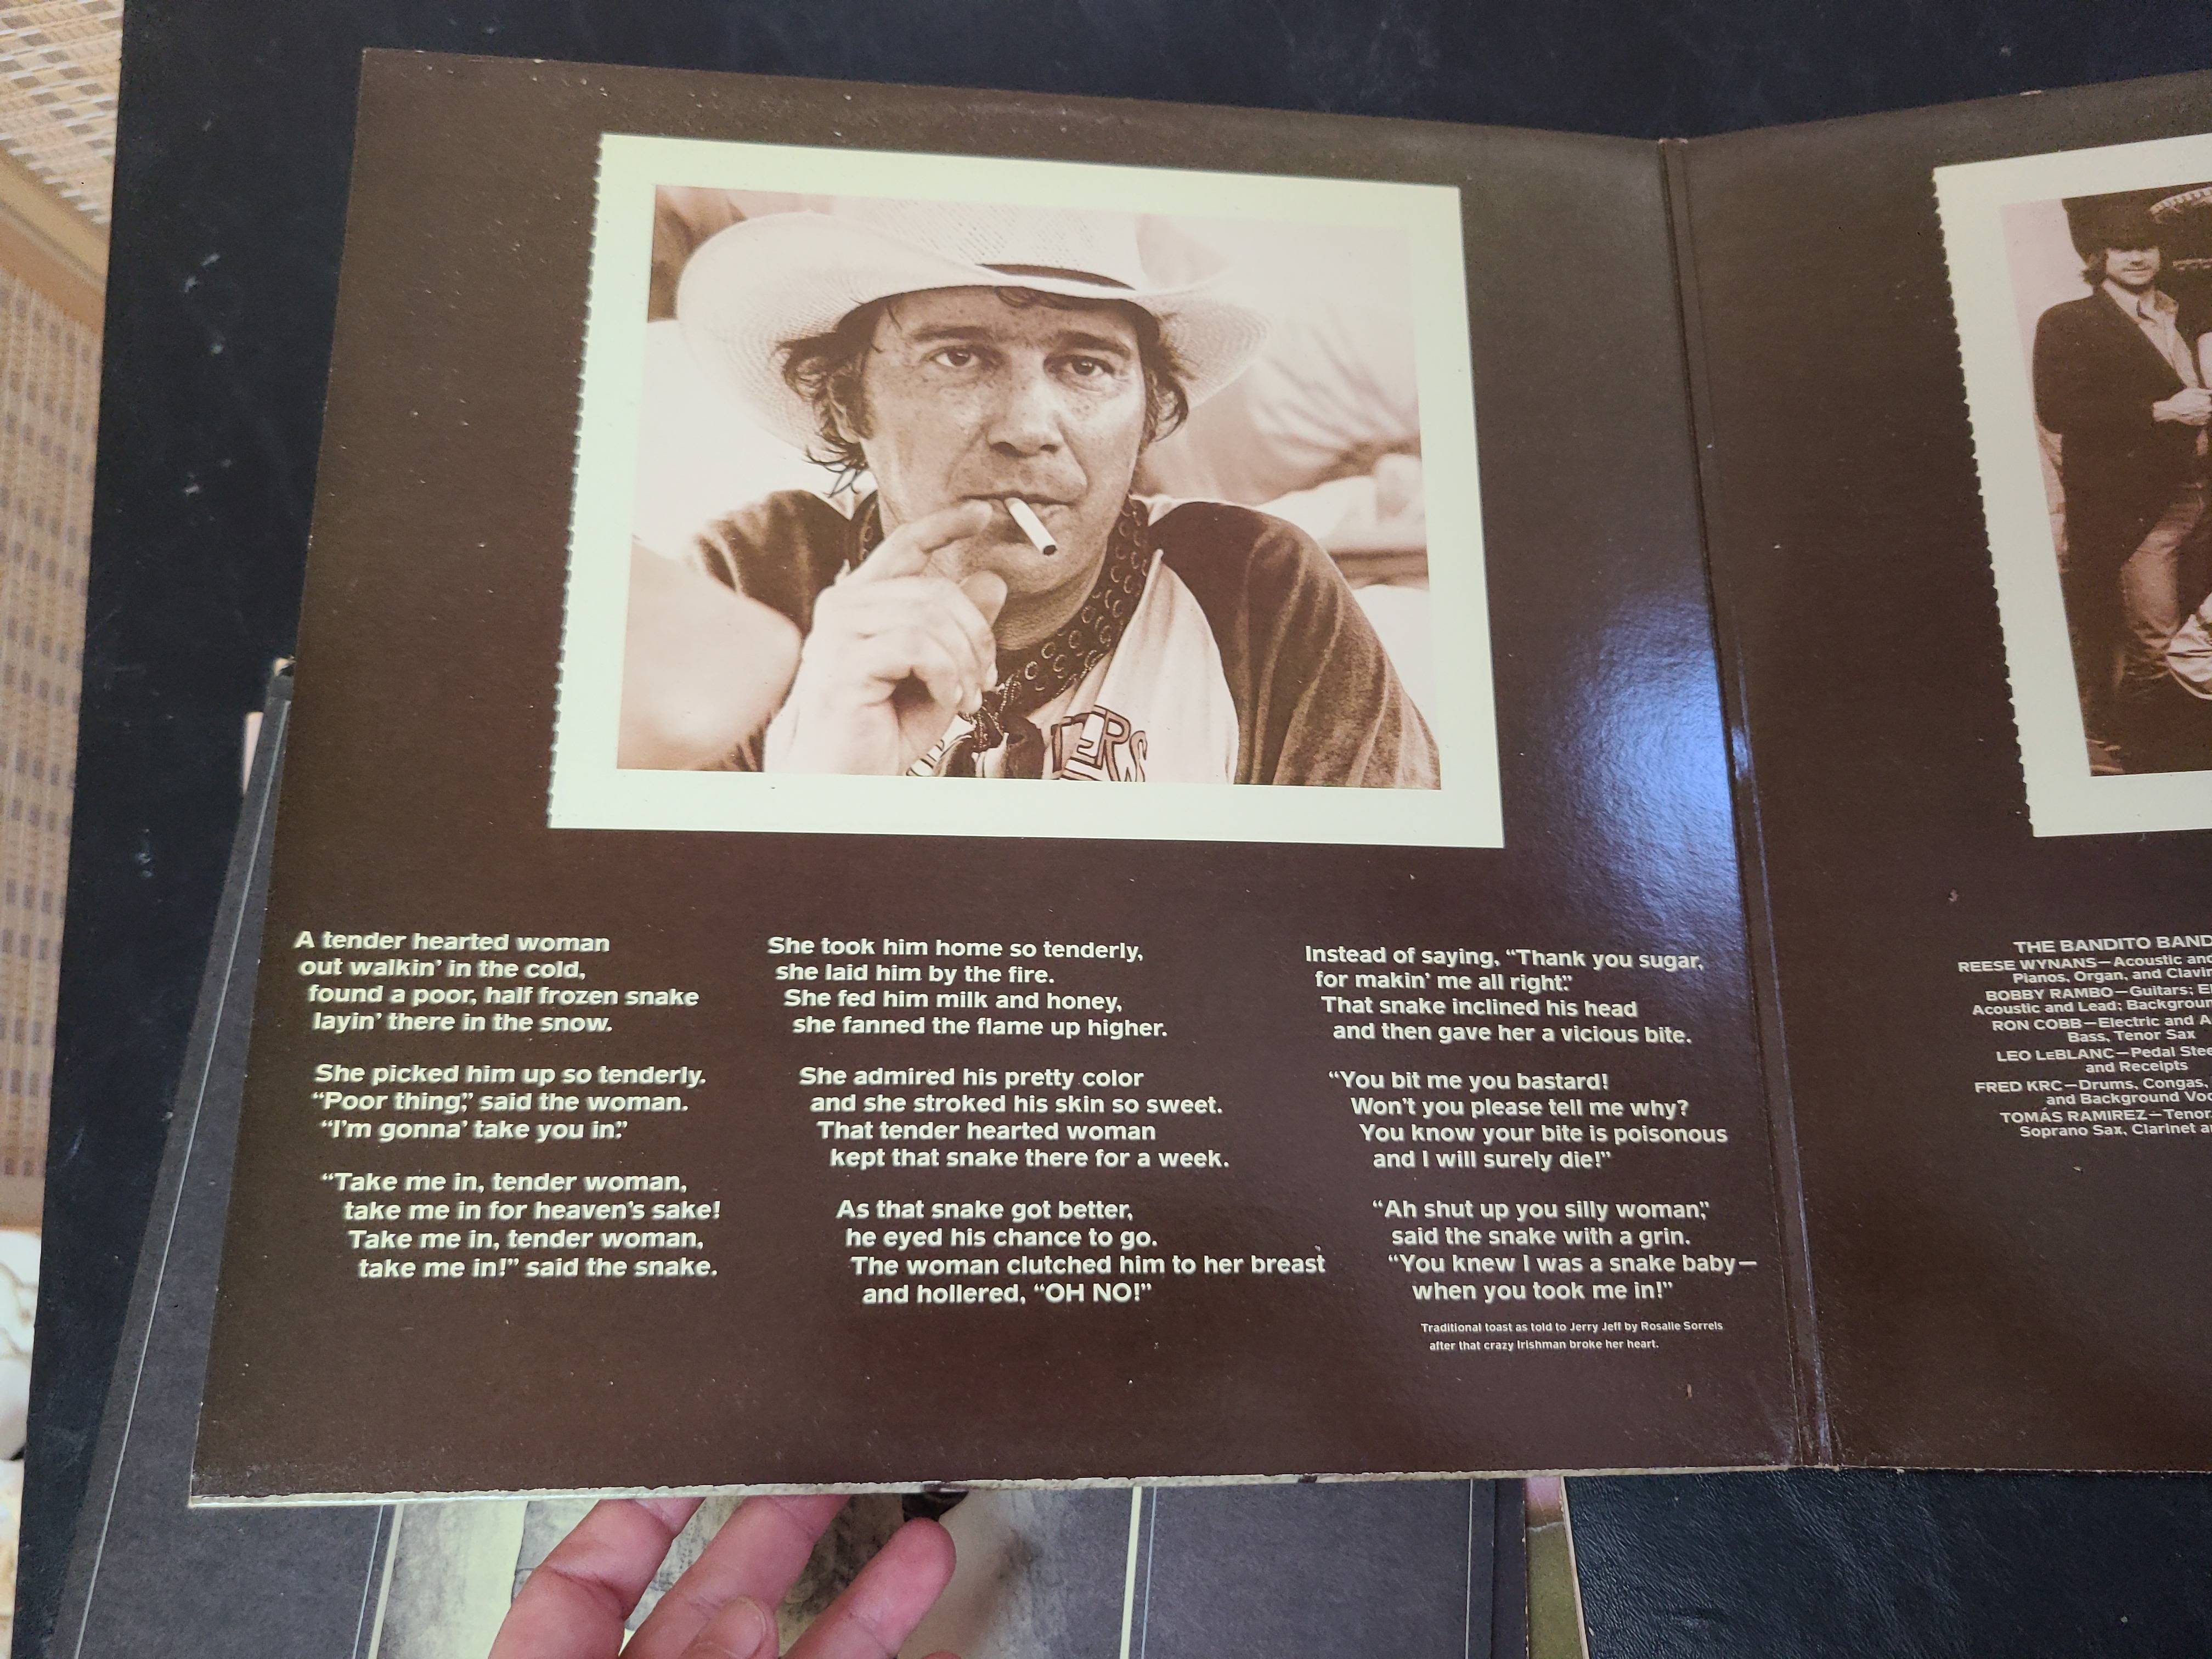 TERS
A tender hearted woman
out walkin' in the cold,
found a poor, half frozen snake
layin' there in the snow.
She picked him up so tenderly.
“Poor thing,” said the woman.
“I'm gonna' take you in.”
“Take me in, tender woman,
take me in for heaven's sake!
Take me in, tender woman,
take me in!” said the snake.
She took him home so tenderly,
she laid him by the fire.
She fed him milk and honey,
she fanned the flame up higher.
She admired his pretty color
and she stroked his skin so sweet.
That tender hearted woman
kept that snake there for a week.
As that snake got better,
he eyed his chance to go.
The woman clutched him to her breast
and hollered, “OH NO!”
Instead of saying, “Thank you sugar,
for makin' me all right.”
That snake inclined his head
and then gave her a vicious bite.
“You bit me you bastard!
Won't you please tell me why?
You know your bite is poisonous
and I will surely die!”
“Ah shut up you silly woman,”
said the snake with a grin.
“You knew I was a snake baby—
when you took me in!”
Traditional toast as told to Jerry Jeff by Rosalie Sorrels
after that crazy Irishman broke her heart.
THE BANDITO BAND
REESE WYNANS—Acoustic and
Pianos, Organ, and
BOBBY RAMBO—Guitars:
Acoustic and Lead; Background
RON COBB—Electric and
Bass, Tenor Sax
LEO LeBLANC—Pedal
and Receipts
FRED KRC—Drums, Congas,
and Background
TOMÁS RAMIREZ—Tenor
Soprano Sax, Clarinet